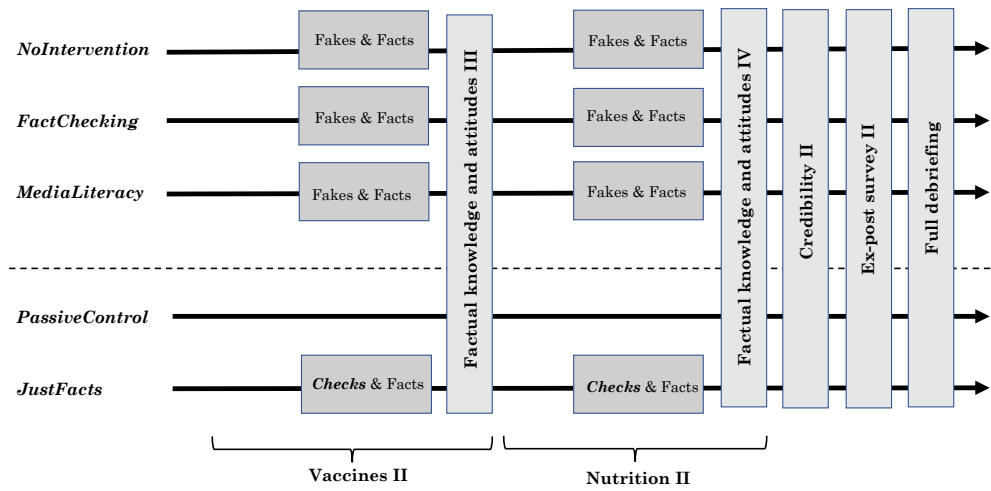 NoIntervention
Fakes & Facts
Fakes & Facts
FactChecking
Fakes & Facts
Fakes & Facts
MediaLiteracy
Fakes & Facts
Fakes & Facts
PassiveControl
JustFacts
Checks & Facts
Checks & Facts
Factual knowledge and attitudes III
Factual knowledge and attitudes IV
Credibility II
Ex-post survey II
Full debriefing
Vaccines II
Nutrition II